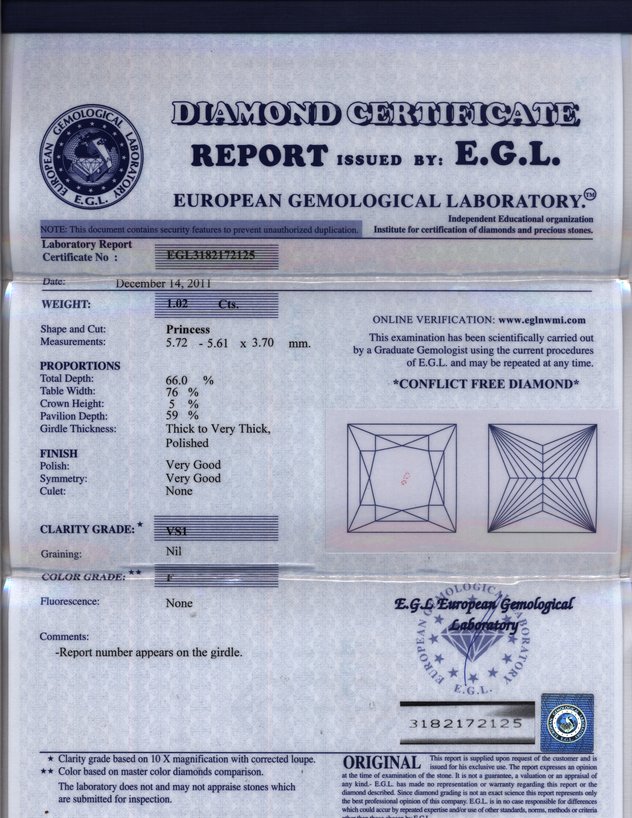 DIAMOND CERTIFICATE
REPORT ISSUED BY: E.G.L.
EUROPEAN GEMOLOGICAL LABORATORY.™
EUROPEAN GEMOLOGICAL LABORATORY
E.G.L.
Independent Educational organization
NOTE: This document contains security features to prevent unauthorized duplication.
Institute for certification of diamonds and precious stones.
Laboratory Report
Certificate No : EGL3182172125
Date: December 14, 2011
WEIGHT: 1.02 Cts.
Shape and Cut: Princess
Measurements: 5.72 - 5.61 x 3.70 mm.
PROPORTIONS
Total Depth: 66.0 %
Table Width: 76 %
Crown Height: 5 %
Pavilion Depth: 59 %
Girdle Thickness: Thick to Very Thick,
Polished
FINISH
Polish: Very Good
Symmetry: Very Good
Culet: None
CLARITY GRADE:★ VS1
Graining: Nil
COLOR GRADE:★★ F
Fluorescence: None
Comments:
-Report number appears on the girdle.
ONLINE VERIFICATION: www.eglnwmi.com
This examination has been scientifically carried out
by a Graduate Gemologist using the current procedures
of E.G.L. and may be repeated at any time.
*CONFLICT FREE DIAMOND*
E.G.L European Gemological
Laboratory
EUROPEAN GEMOLOGICAL LABORATORY
E.G.L.
3182172125
★ Clarity grade based on 10 X magnification with corrected loupe.
★★ Color based on master color diamonds comparison.
The laboratory does not and may not appraise stones which
are submitted for inspection.
ORIGINAL This report is supplied upon request of the customer and is
issued for his exclusive use. The report expresses an opinion
at the time of examination of the stone. It is not a guarantee, a valuation or an appraisal of
any kind.- E.G.L. has made no representation or warranty regarding this report or the
diamond described. Since diamond grading is not an exact science this report represents only
the best professional opinion of this company. E.G.L. is in no case responsible for differences
which could occur by repeated expertise and/or use of other standards, norms, methods or criteria